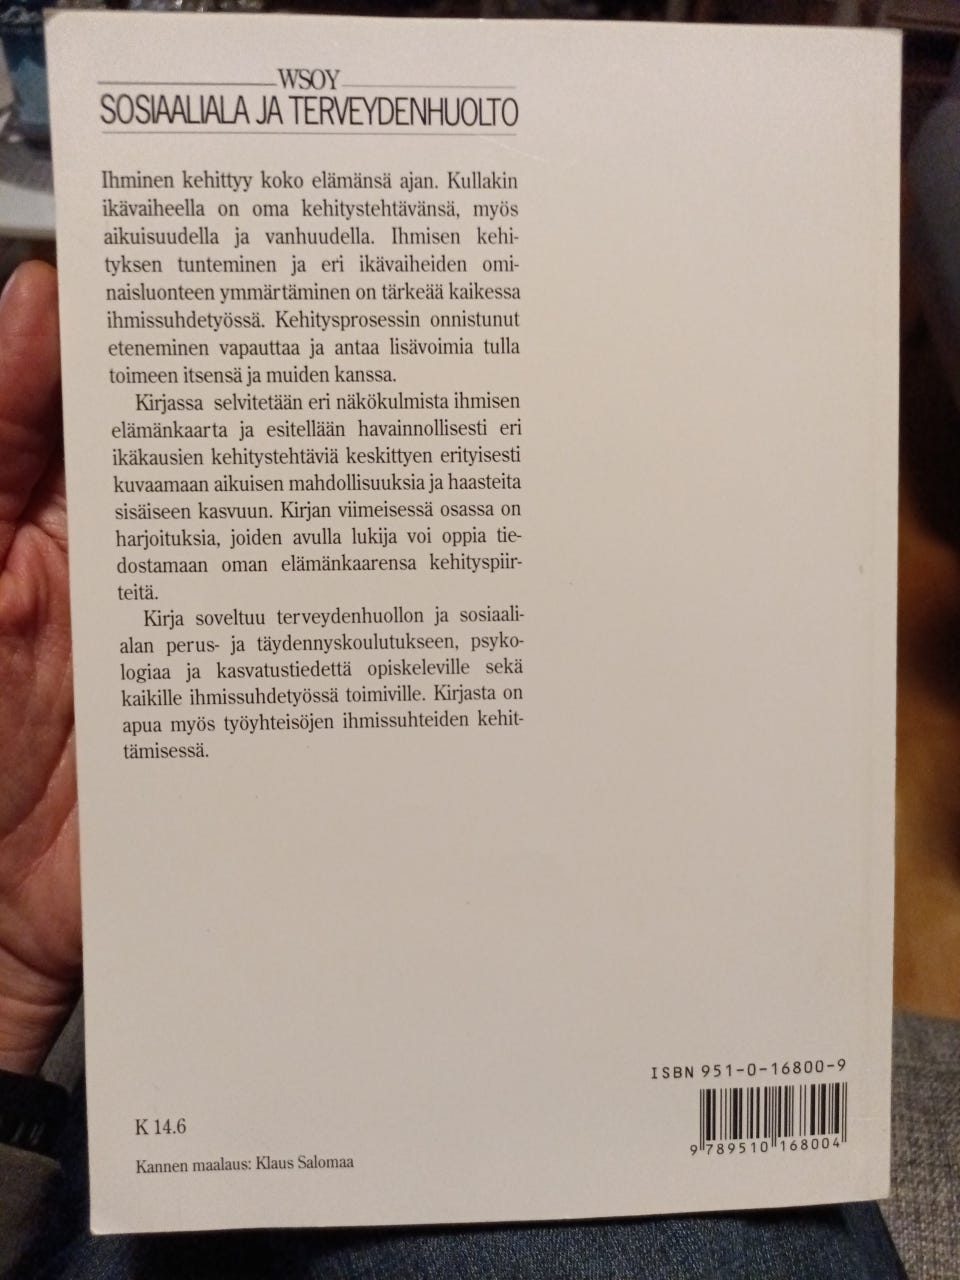 WSOY
SOSIAALIALA JA TERVEYDENHUOLTO
Ihminen kehittyy koko elämänsä ajan. Kullakin
ikävaiheella on oma kehitystehtävänsä, myös
aikuisuudella ja vanhuudella. Ihmisen kehi-
tyksen tunteminen ja eri ikävaiheiden omi-
naisluonteen ymmärtäminen on tärkeää kaikessa
ihmissuhdetyössä. Kehitysprosessin onnistunut
eteneminen vapauttaa ja antaa lisävoimia tulla
toimeen itsensä ja muiden kanssa.
Kirjassa selvitetään eri näkökulmista ihmisen
elämänkaarta ja esitellään havainnollisesti eri
ikäkausien kehitystehtäviä keskittyen erityisesti
kuvaamaan aikuisen mahdollisuuksia ja haasteita
sisäiseen kasvuun. Kirjan viimeisessä osassa on
harjoituksia, joiden avulla lukija voi oppia tie-
dostamaan oman elämänkaarensa kehityspiir-
teitä.
Kirja soveltuu terveydenhuollon ja sosiaali-
alan perus- ja täydennyskoulutukseen, psyko-
logiaa ja kasvatustiedettä opiskeleville sekä
kaikille ihmissuhdetyössä toimiville. Kirjasta on
apua myös työyhteisöjen ihmissuhteiden kehit-
tämisessä.
ISBN 951-0-16800-9
9 789510 168004
K 14.6
Kannen maalaus: Klaus Salomaa